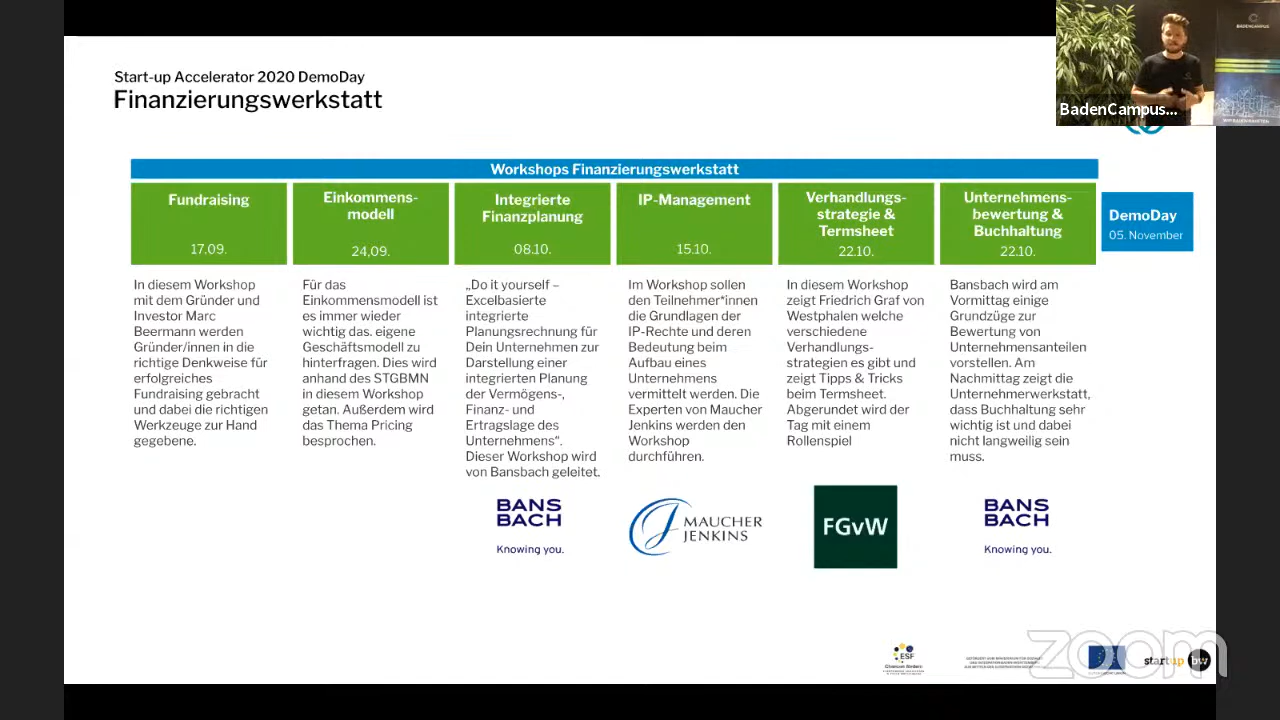 Start-up Accelerator 2020 DemoDay
Finanzierungswerkstatt
BadenCampus...
BADENCAMPUS
Workshops Finanzierungswerkstatt
Fundraising
17.09.
Einkommens-
modell
24,09.
Integrierte
Finanzplanung
08.10.
IP-Management
15.10.
Verhandlungs-
strategie &
Termsheet
22.10.
Unternehmens-
bewertung &
Buchhaltung
22.10.
DemoDay
05. November
In diesem Workshop
mit dem Gründer und
Investor Marc
Beermann werden
Gründer/innen in die
richtige Denkweise für
erfolgreiches
Fundraising gebracht
und dabei die richtigen
Werkzeuge zur Hand
gegebene.
Für das
Einkommensmodell ist
es immer wieder
wichtig das. eigene
Geschäftsmodell zu
hinterfragen. Dies wird
anhand des STGBMN
in diesem Workshop
getan. Außerdem wird
das Thema Pricing
besprochen.
„Do it yourself –
Excelbasierte
integrierte
Planungsrechnung für
Dein Unternehmen zur
Darstellung einer
integrierten Planung
der Vermögens-,
Finanz- und
Ertragslage des
Unternehmens“.
Dieser Workshop wird
von Bansbach geleitet.
Im Workshop sollen
den Teilnehmer*innen
die Grundlagen der
IP-Rechte und deren
Bedeutung beim
Aufbau eines
Unternehmens
vermittelt werden. Die
Experten von Maucher
Jenkins werden den
Workshop
durchführen.
In diesem Workshop
zeigt Friedrich Graf von
Westphalen welche
verschiedene
Verhandlungs-
strategien es gibt und
zeigt Tipps & Tricks
beim Termsheet.
Abgerundet wird der
Tag mit einem
Rollenspiel
Bansbach wird am
Vormittag einige
Grundzüge zur
Bewertung von
Unternehmensanteilen
vorstellen. Am
Nachmittag zeigt die
Unternehmerwerkstatt,
dass Buchhaltung sehr
wichtig ist und dabei
nicht langweilig sein
muss.
BANS
BACH
Knowing you.
MAUCHER
JENKINS
FGvW
BANS
BACH
Knowing you.
ESF
startup bw
zoom